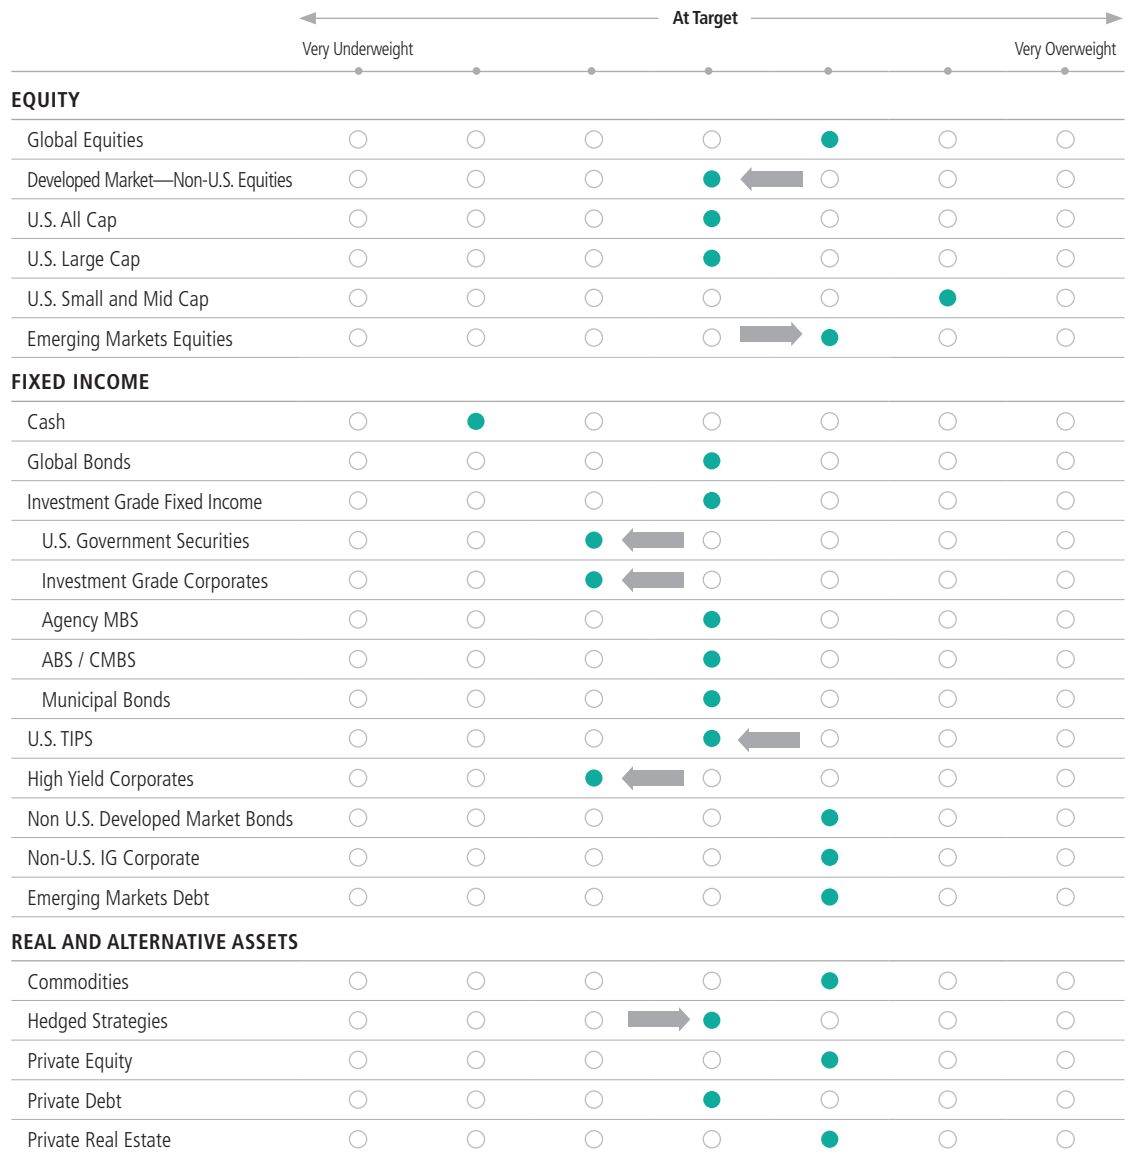 At Target
Very Underweight Very Overweight
EQUITY
Global Equities
Developed Market—Non-U.S. Equities
U.S. All Cap
U.S. Large Cap
U.S. Small and Mid Cap
Emerging Markets Equities
FIXED INCOME
Cash
Global Bonds
Investment Grade Fixed Income
U.S. Government Securities
Investment Grade Corporates
Agency MBS
ABS / CMBS
Municipal Bonds
U.S. TIPS
High Yield Corporates
Non U.S. Developed Market Bonds
Non-U.S. IG Corporate
Emerging Markets Debt
REAL AND ALTERNATIVE ASSETS
Commodities
Hedged Strategies
Private Equity
Private Debt
Private Real Estate